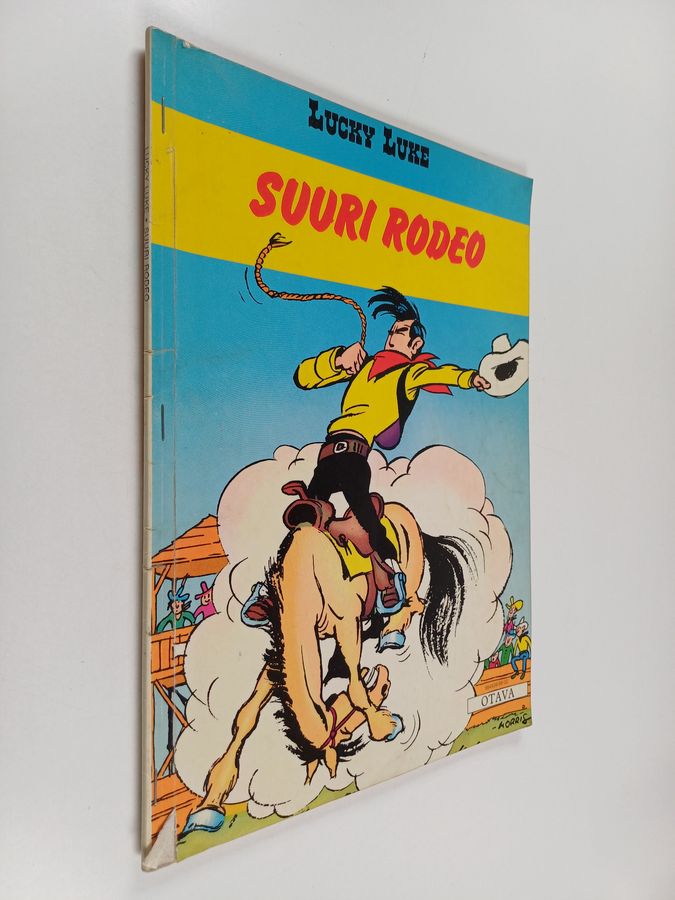 LUCKY LUKE
SUURI RODEO
LUCKY LUKE • SUURI RODEO
OTAVA
-MORRIS